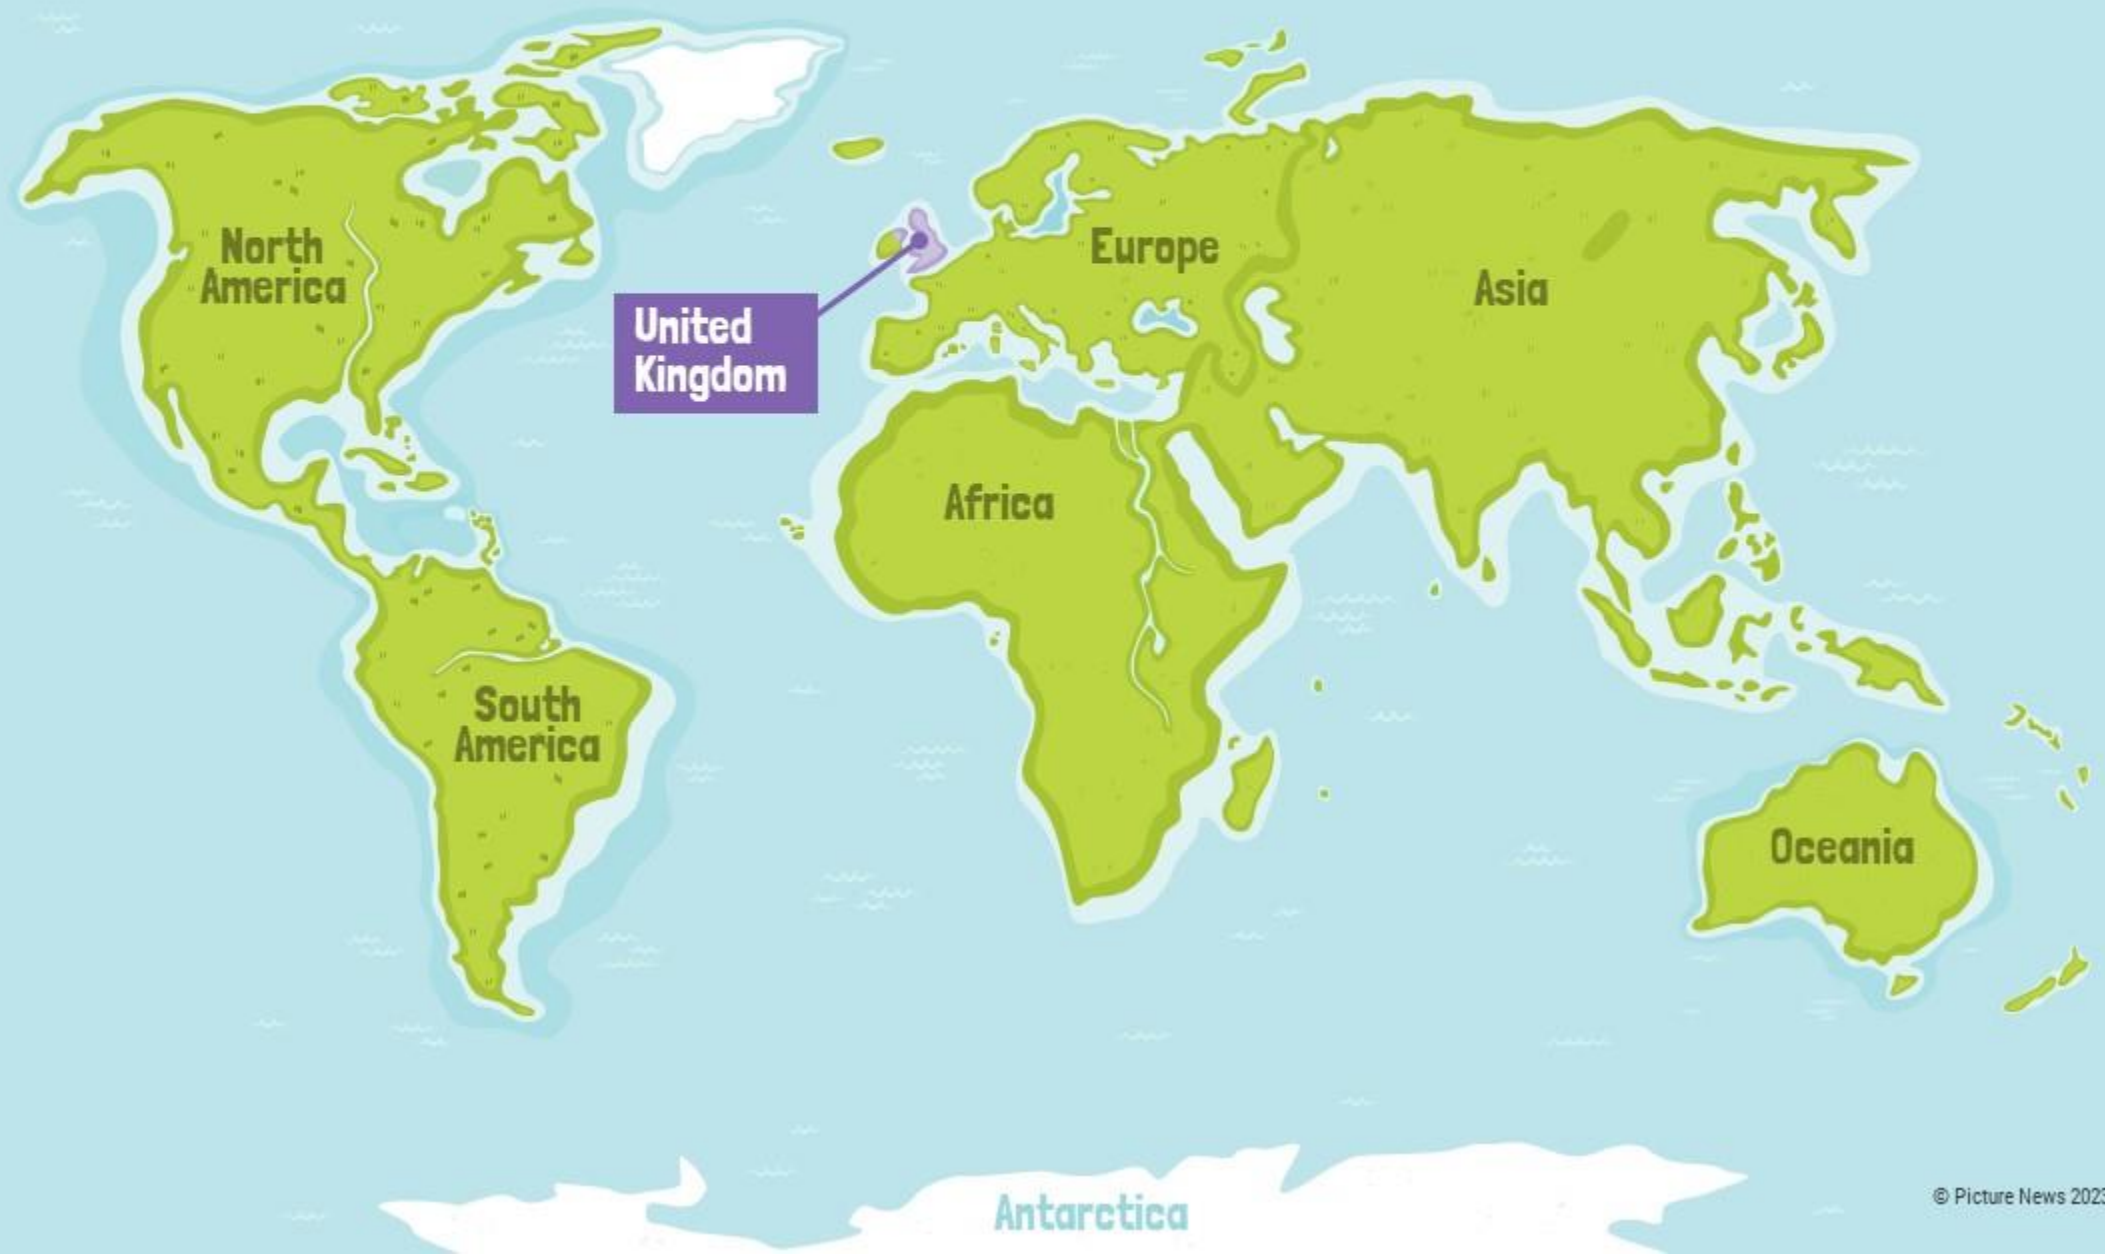 North
America
Europe
Asia
United
Kingdom
Africa
South
America
Oceania
Antarctica
© Picture News 2023